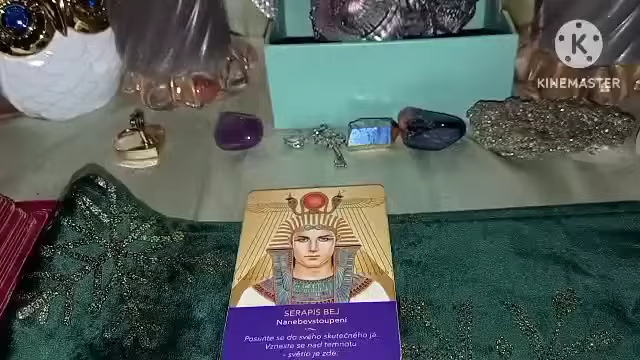 K
KINEMASTER
SERAPIS BEJ
Nanebevstoupení
Posuňte se do svého skutečného já.
Vzneste se nad temnotu
- světlo je zde.